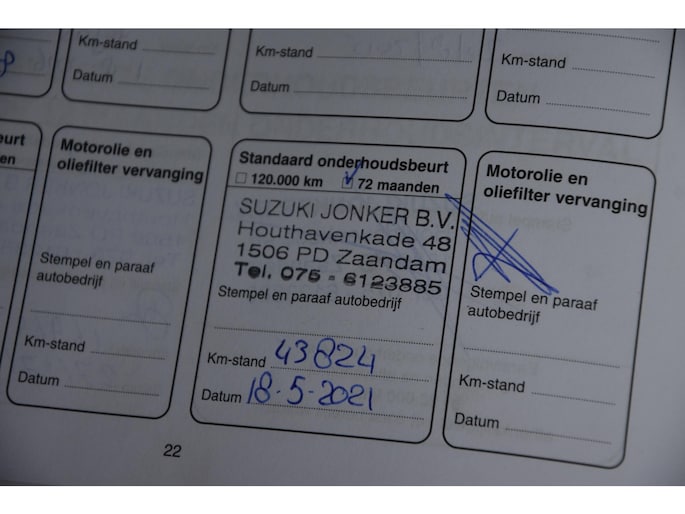 Km-stand
Datum
Km-stand
Datum
Km-stand
Datum
eurt
en
Motorolie en
oliefilter vervanging
Stempel en paraaf
autobedrijf
Km-stand
Datum
Standaard onderhoudsbeurt
120.000 km 72 maanden
SUZUKI JONKER B.V.
Houthavenkade 48
1506 PD Zaandam
Tel. 075 - 6123885
Stempel en paraaf autobedrijf
Km-stand 43824
Datum 18-5-2021
Motorolie en
oliefilter vervanging
Stempel en paraaf
autobedrijf
Km-stand
Datum
22